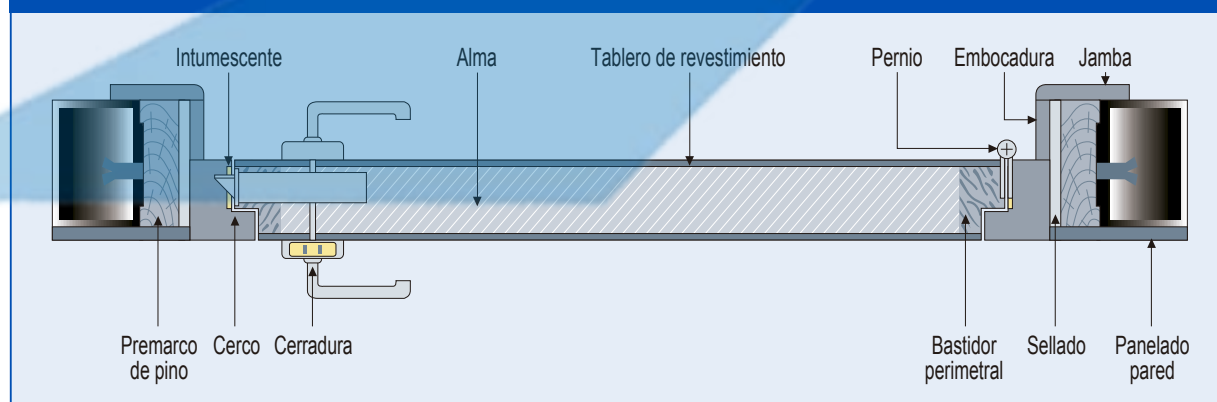 Intumescente
Alma
Tablero de revestimiento
Pernio
Embocadura
Jamba
Premarco
de pino
Cerco
Cerradura
Bastidor
perimetral
Sellado
Panelado
pared